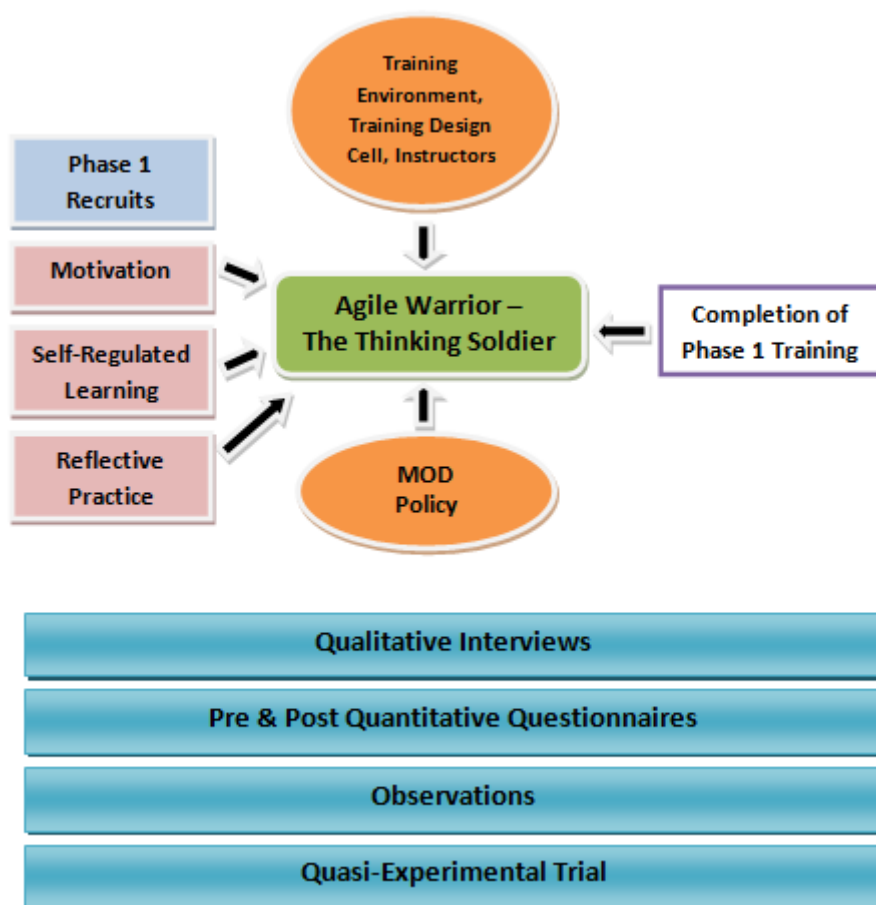 Training
Environment,
Training Design
Cell, Instructors
Phase 1
Recruits
Motivation
Self-Regulated
Learning
Reflective
Practice
Agile Warrior –
The Thinking Soldier
Completion of
Phase 1 Training
MOD
Policy
Qualitative Interviews
Pre & Post Quantitative Questionnaires
Observations
Quasi-Experimental Trial